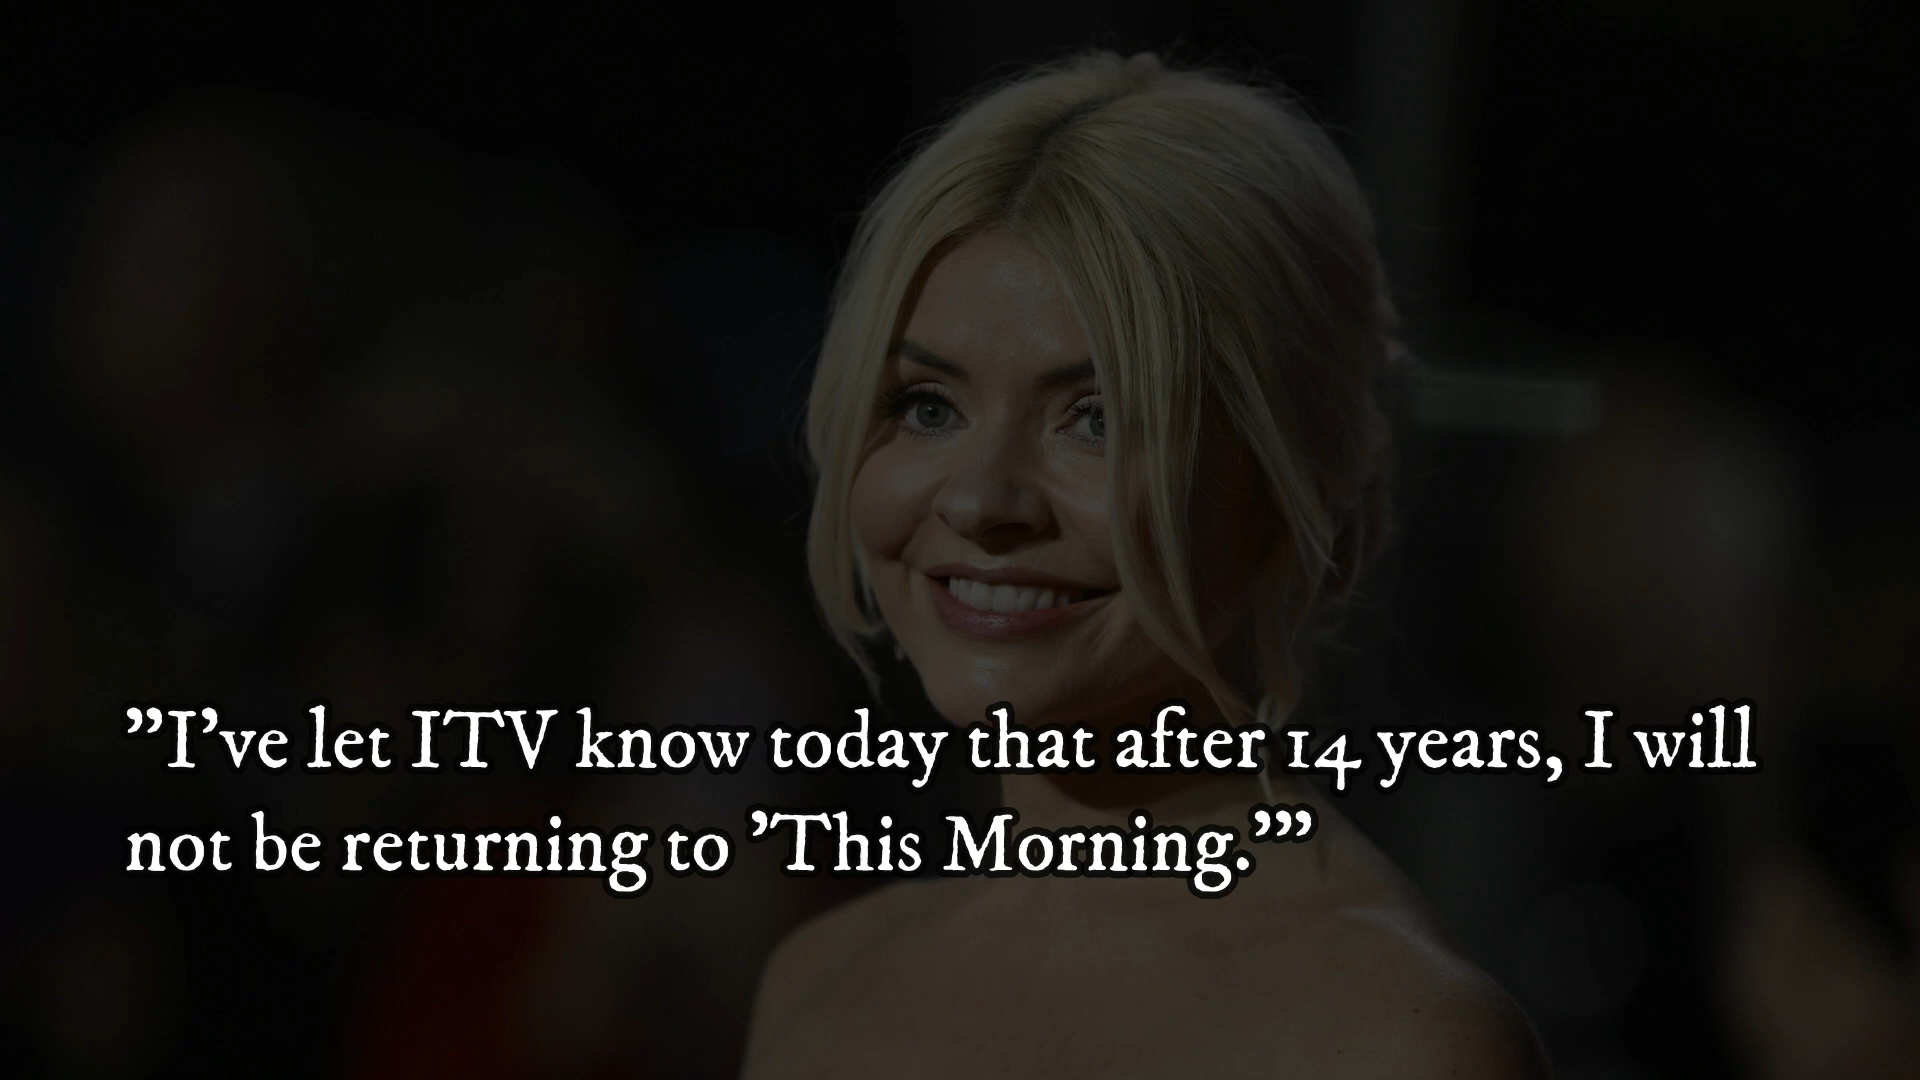 ”I’ve let ITV know today that after 14 years, I will
not be returning to ’This Morning.’”